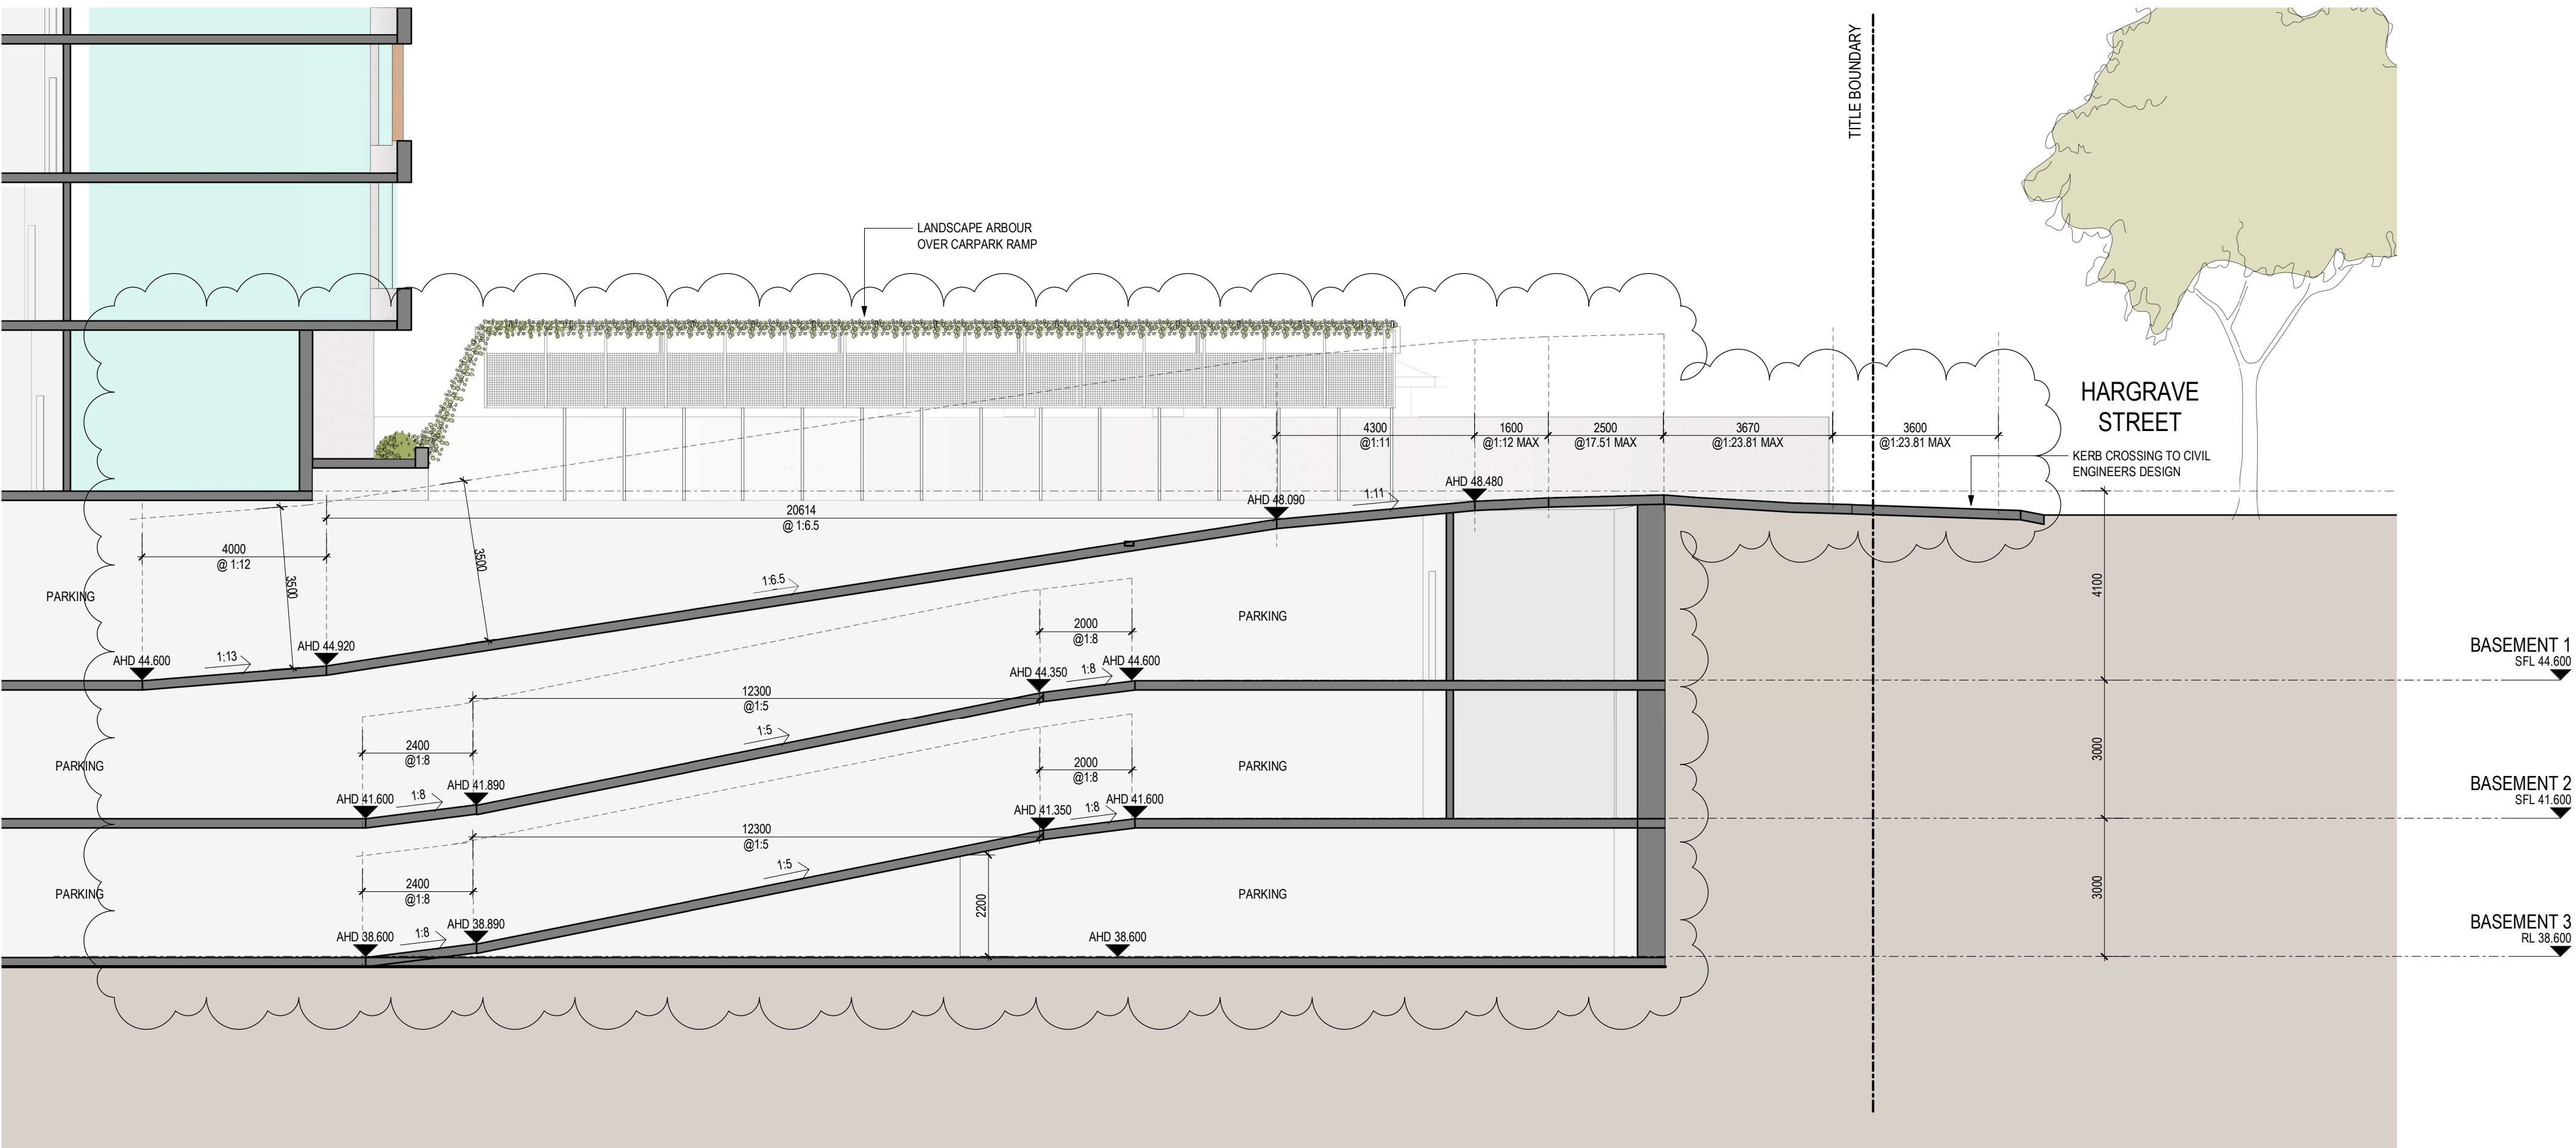 TITLE BOUNDARY
LANDSCAPE ARBOUR
OVER CARPARK RAMP
HARGRAVE
STREET
4300
@1:11
1600
@1:12 MAX
2500
@17.51 MAX
3670
@1:23.81 MAX
3600
@1:23.81 MAX
KERB CROSSING TO CIVIL
ENGINEERS DESIGN
AHD 48.090
1:11
AHD 48.480
20614
@ 1:6.5
4000
@ 1:12
3500
3500
1:6.5
4100
PARKING
PARKING
2000
@1:8
AHD 44.600
1:13
AHD 44.920
AHD 44.350
1:8
AHD 44.600
BASEMENT 1
SFL 44.600
12300
@1:5
1:5
2400
@1:8
3000
PARKING
PARKING
2000
@1:8
AHD 41.600
1:8
AHD 41.890
AHD 41.350
1:8
AHD 41.600
BASEMENT 2
SFL 41.600
12300
@1:5
1:5
2400
@1:8
2200
3000
PARKING
PARKING
AHD 38.600
1:8
AHD 38.890
AHD 38.600
BASEMENT 3
RL 38.600